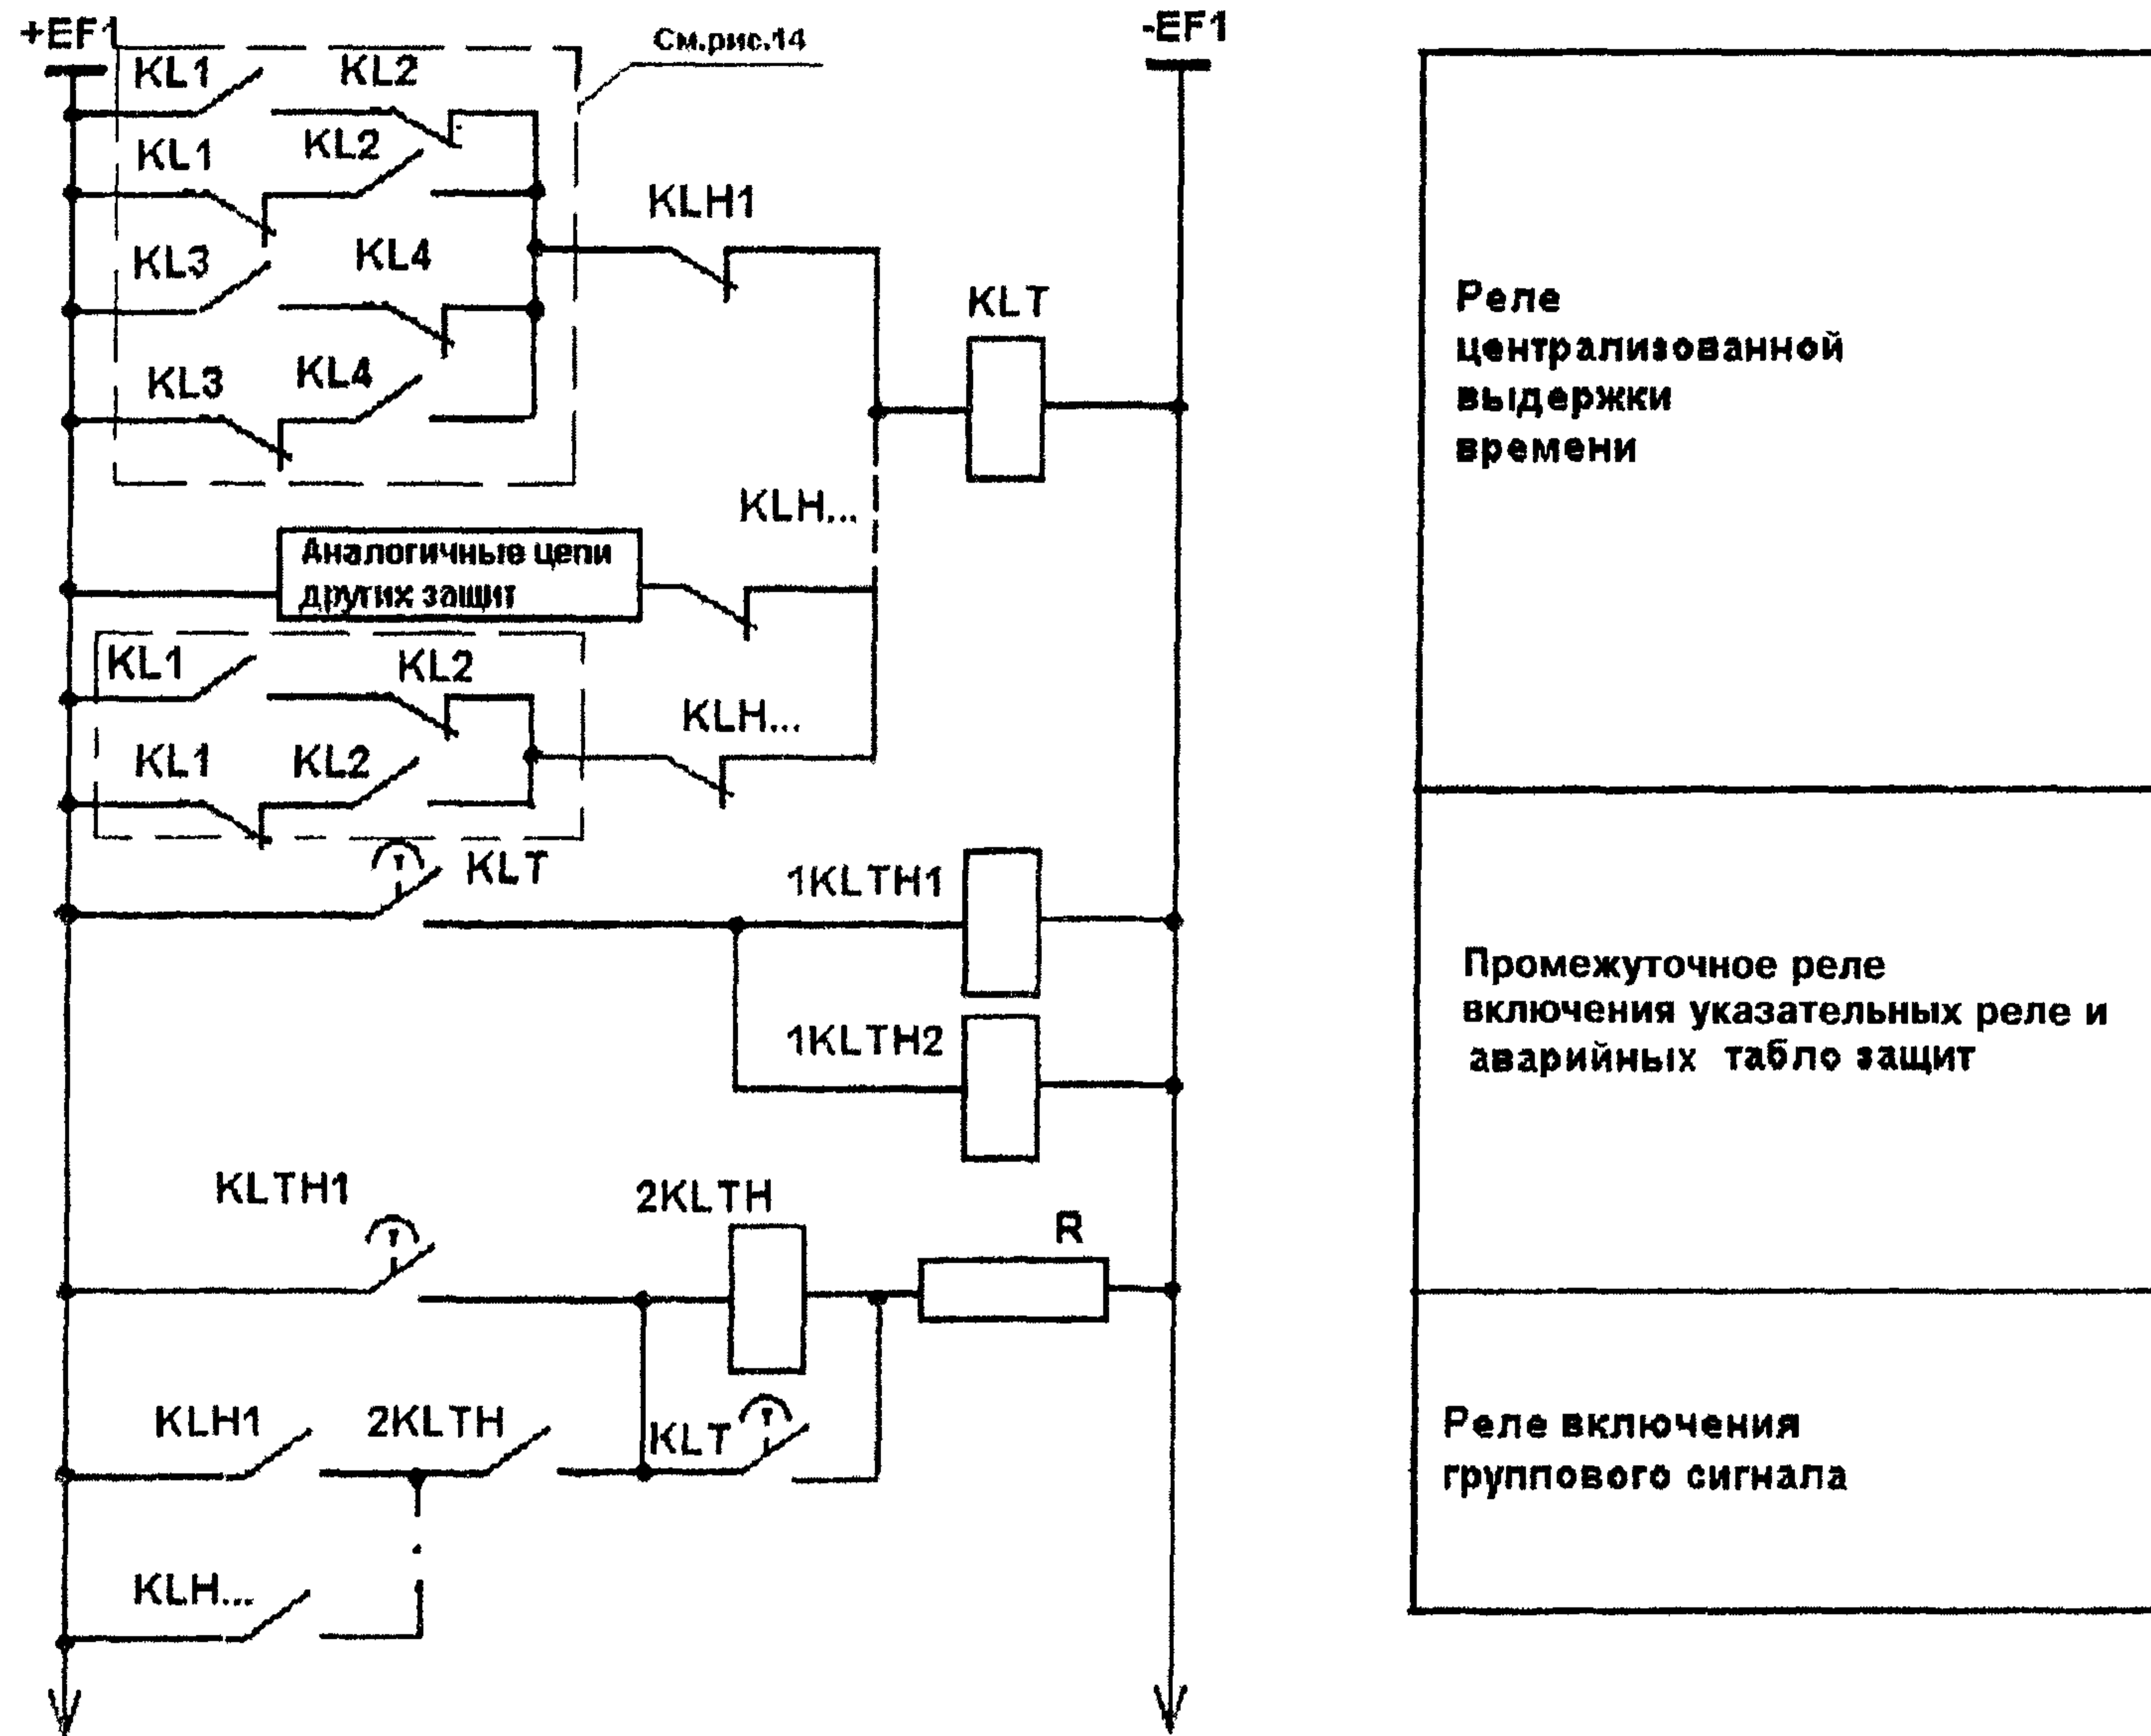 +EF1
См.рис.14
-EF1
KL1
KL2
KL1
KL2
KLH1
KL3
KL4
KLT
KL3
KL4
Реле
централизованной
выдержки
времени
KLH...
Аналогичные цепи
других защит
KL1
KL2
KLH...
KL1
KL2
KLT
1KLTH1
1KLTH2
Промежуточное реле
включения указательных реле и
аварийных табло защит
KLTH1
2KLTH
R
KLH1
2KLTH
KLT
Реле включения
группового сигнала
KLH...